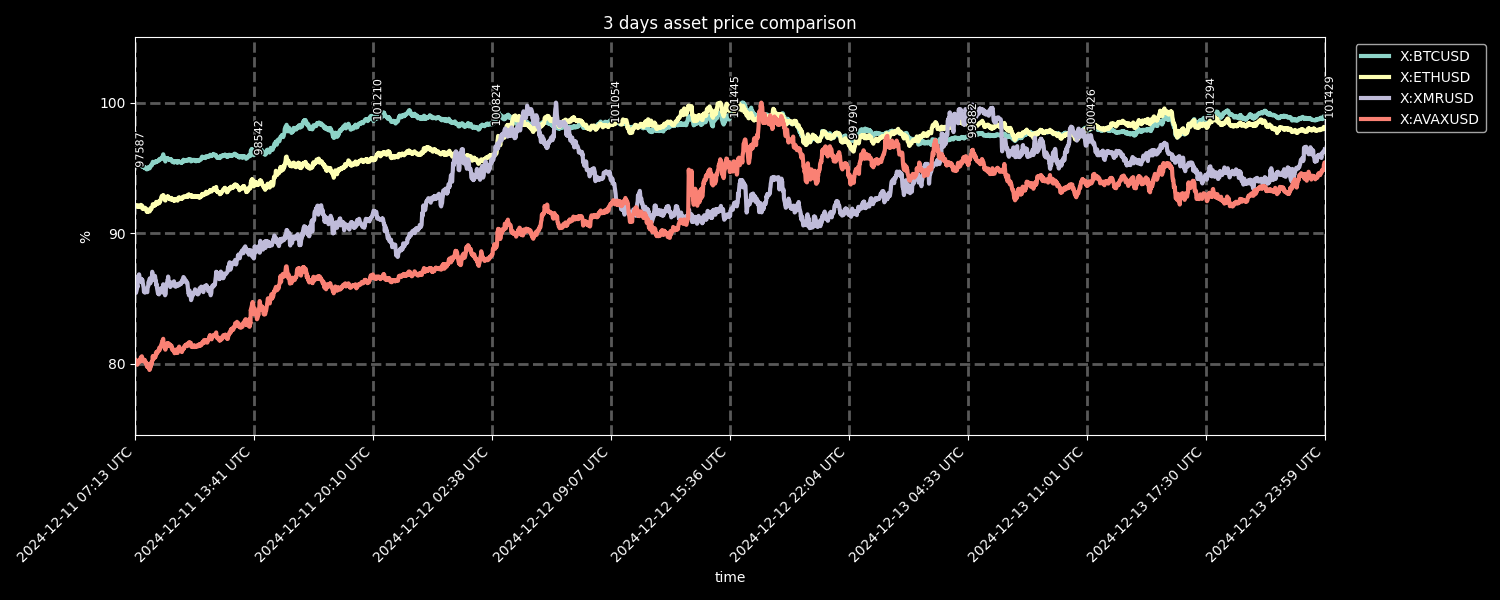 3 days asset price comparison
X:BTCUSD
X:ETHUSD
X:XMRUSD
X:AVAXUSD
100
90
80
%
97587
98542
101210
100824
101054
101445
99790
99882
100426
101294
101429
2024-12-11 07:13 UTC
2024-12-11 13:41 UTC
2024-12-11 20:10 UTC
2024-12-12 02:38 UTC
2024-12-12 09:07 UTC
2024-12-12 15:36 UTC
2024-12-12 22:04 UTC
2024-12-13 04:33 UTC
2024-12-13 11:01 UTC
2024-12-13 17:30 UTC
2024-12-13 23:59 UTC
time